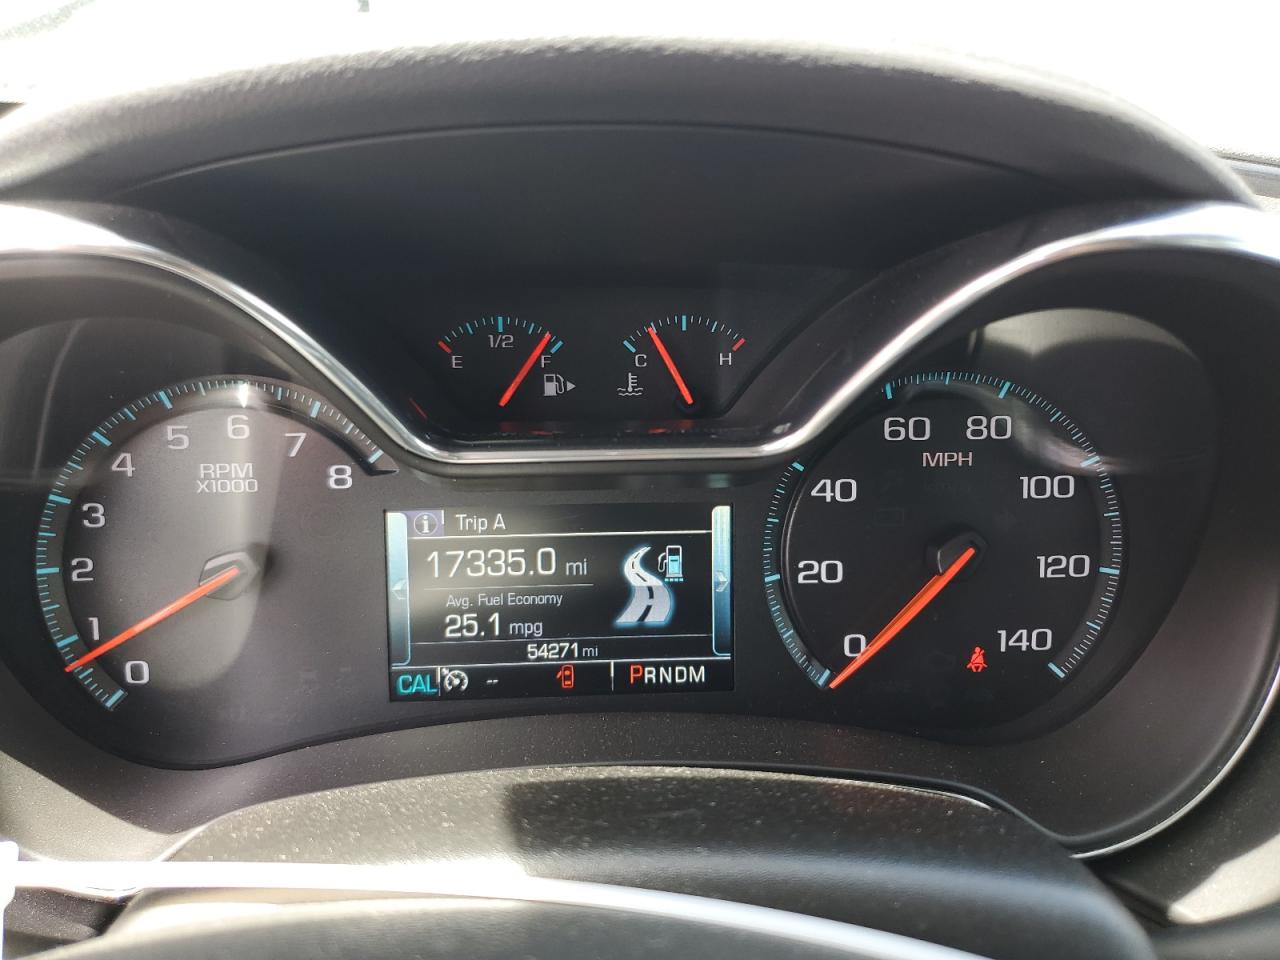 E 1/2 F
C H
0 1 2 3 4 5 6 7 8
RPM
X1000
i Trip A
17335.0 mi
Avg. Fuel Economy
25.1 mpg
54271 mi
CAL -- PRNDM
0 20 40 60 80 100 120 140
MPH